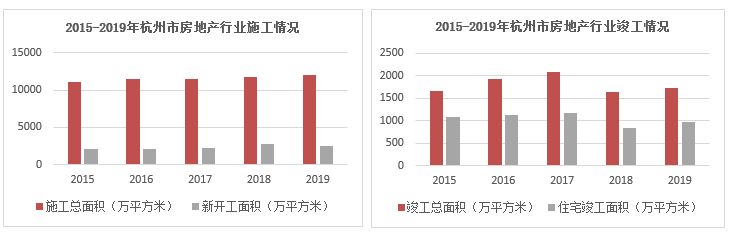 2015-2019年杭州市房地产行业施工情况
15000
10000
5000
0
2015 2016 2017 2018 2019
施工总面积（万平方米） 新开工面积（万平方米）
2015-2019年杭州市房地产行业竣工情况
2500
2000
1500
1000
500
0
2015 2016 2017 2018 2019
竣工总面积（万平方米） 住宅竣工面积（万平方米）